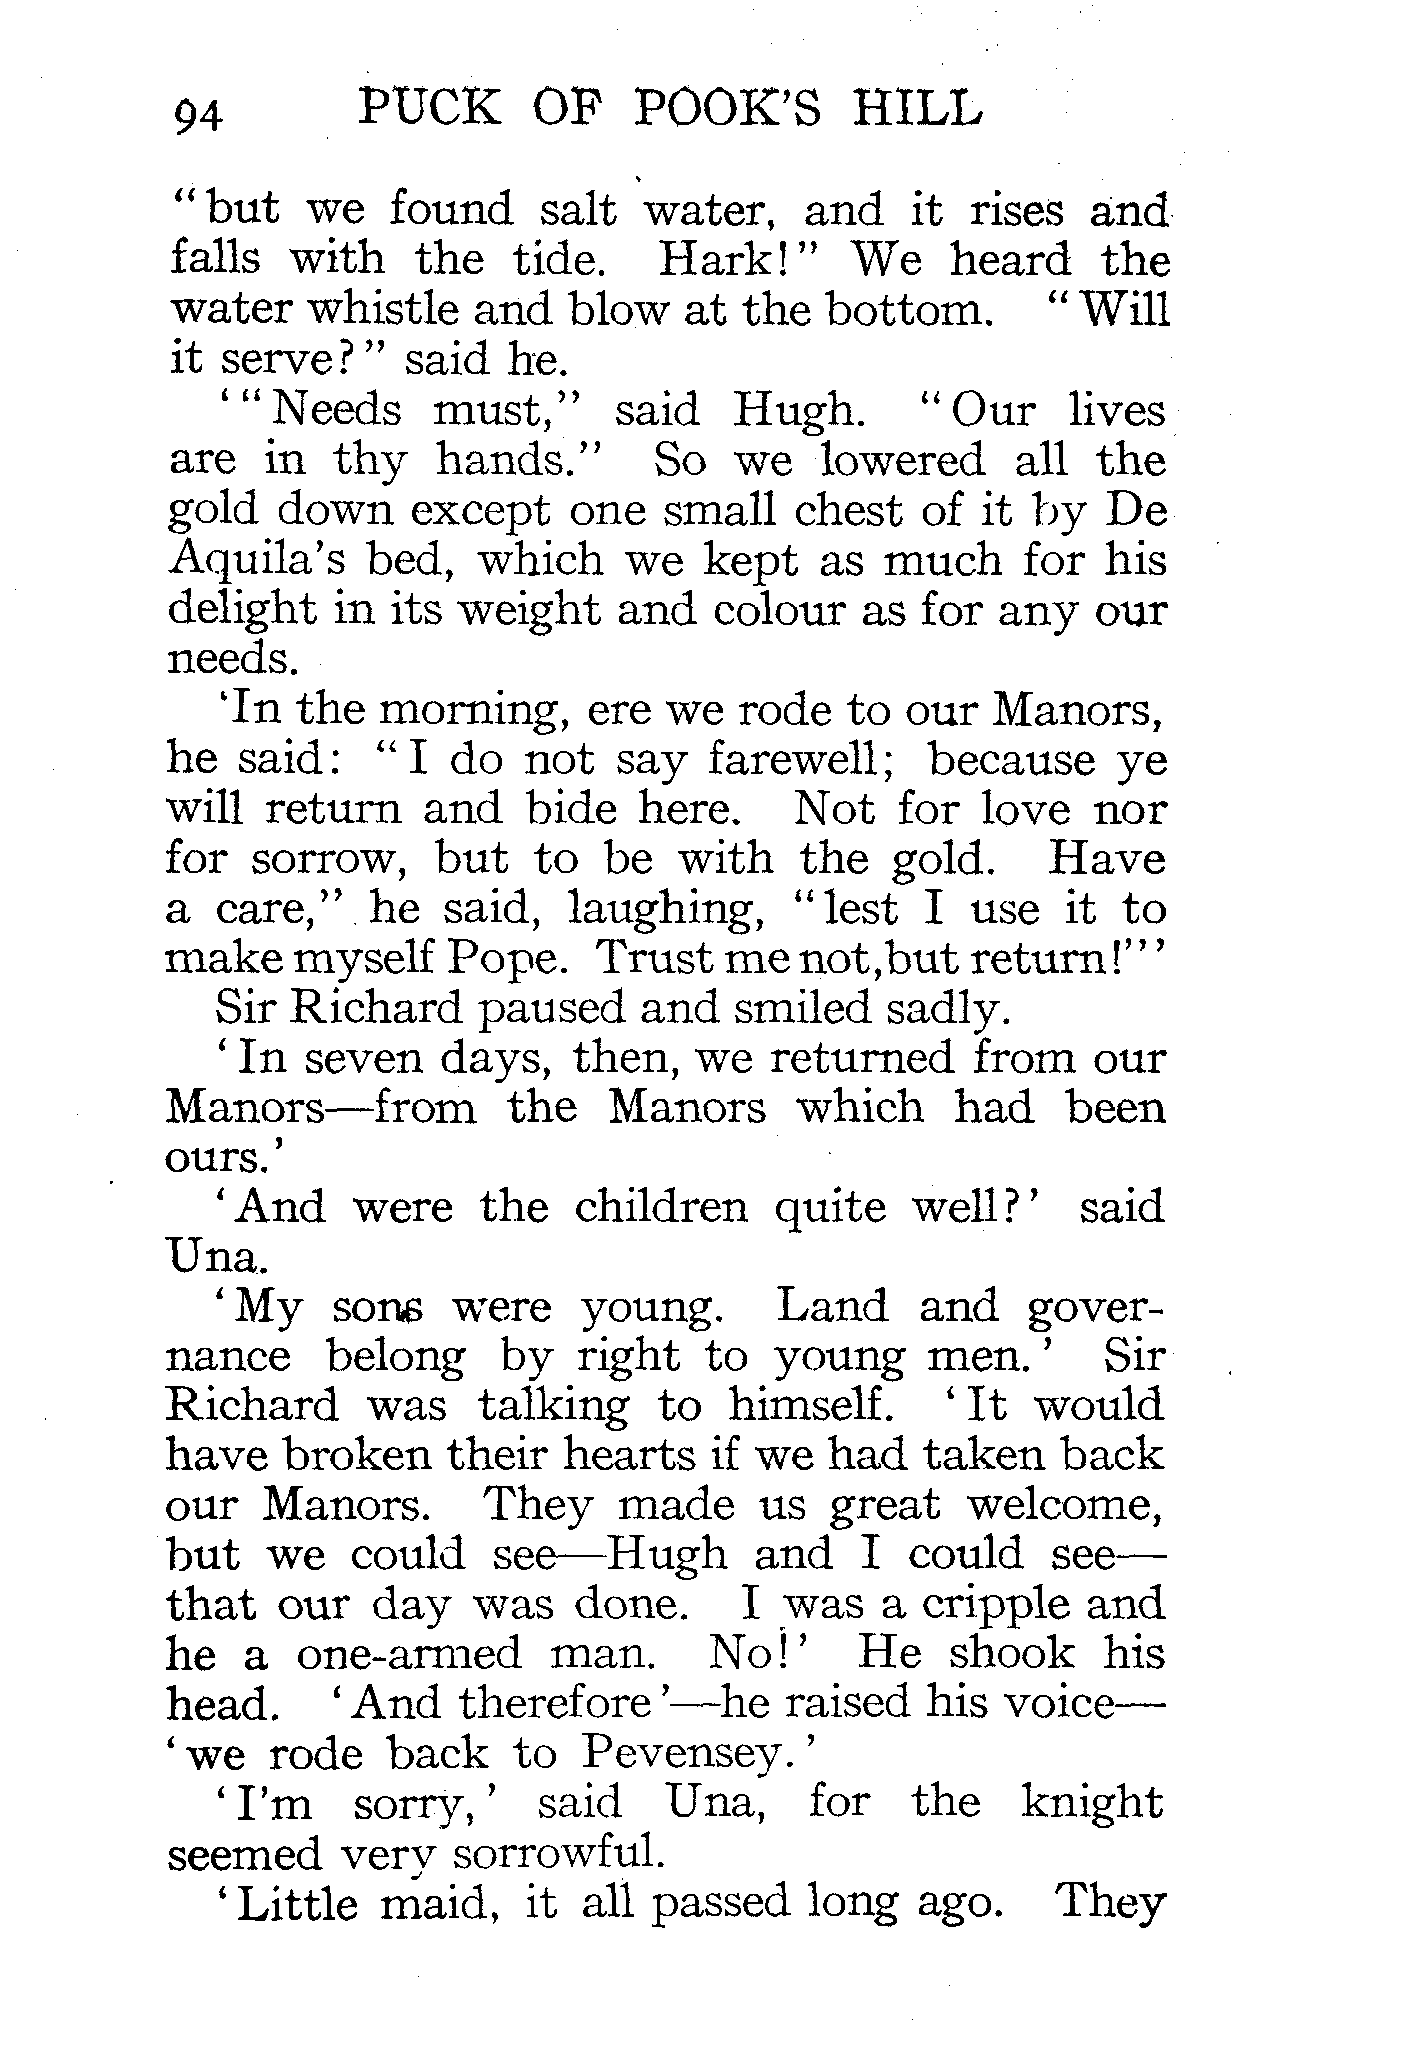 94 PUCK OF POOK'S HILL
“but we found salt water, and it rises and
falls with the tide. Hark!” We heard the
water whistle and blow at the bottom. “Will
it serve?” said he.
‘“Needs must,” said Hugh. “Our lives
are in thy hands.” So we lowered all the
gold down except one small chest of it by De
Aquila's bed, which we kept as much for his
delight in its weight and colour as for any our
needs.
‘In the morning, ere we rode to our Manors,
he said: “I do not say farewell; because ye
will return and bide here. Not for love nor
for sorrow, but to be with the gold. Have
a care,” he said, laughing, “lest I use it to
make myself Pope. Trust me not, but return!”’
Sir Richard paused and smiled sadly.
‘In seven days, then, we returned from our
Manors—from the Manors which had been
ours.’
‘And were the children quite well?’ said
Una.
‘My sons were young. Land and gover-
nance belong by right to young men.’ Sir
Richard was talking to himself. ‘It would
have broken their hearts if we had taken back
our Manors. They made us great welcome,
but we could see—Hugh and I could see—
that our day was done. I was a cripple and
he a one-armed man. No!’ He shook his
head. ‘And therefore’—he raised his voice—
‘we rode back to Pevensey.’
‘I'm sorry,’ said Una, for the knight
seemed very sorrowful.
‘Little maid, it all passed long ago. They